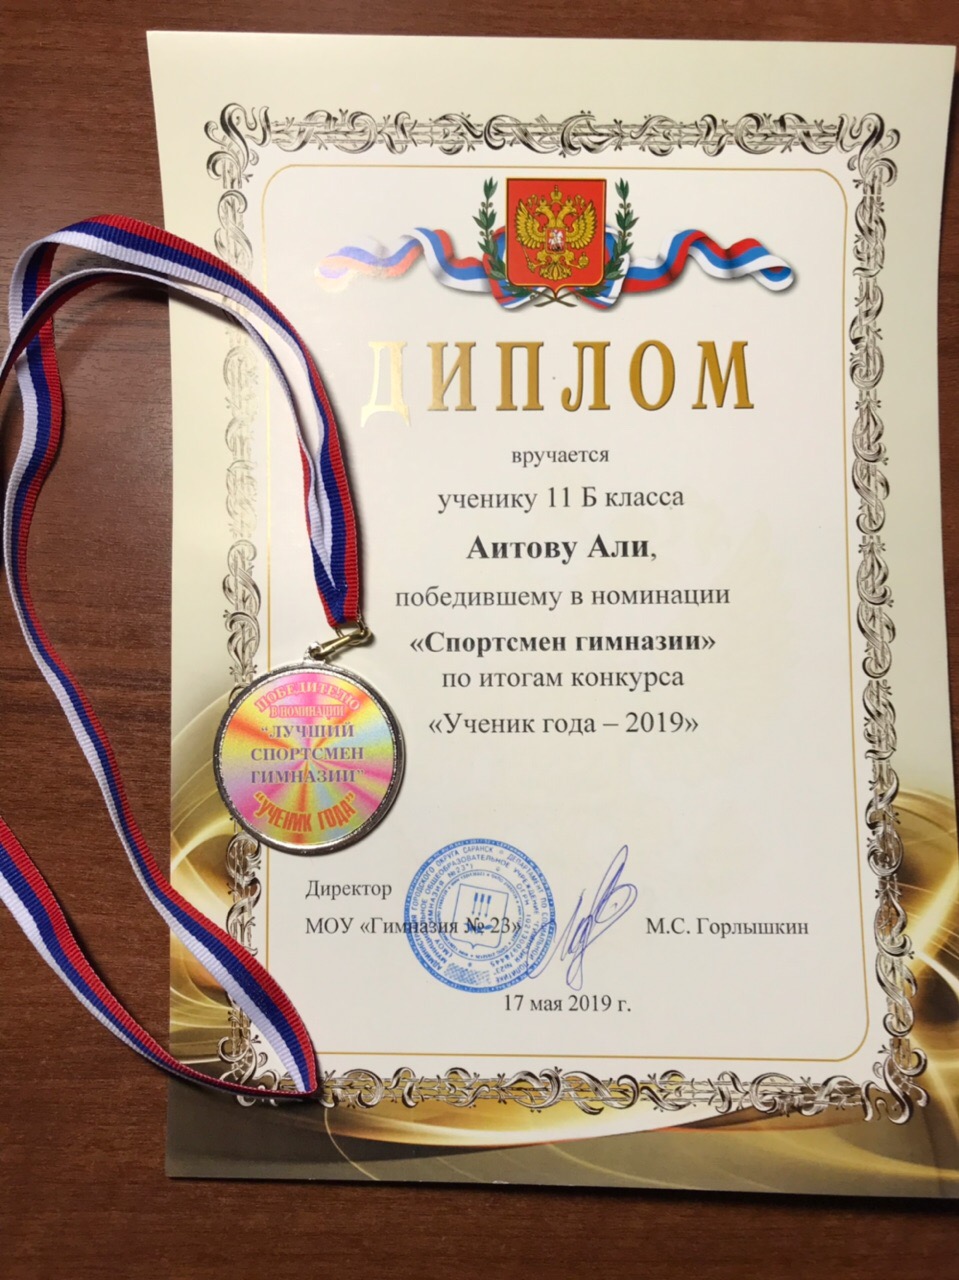 ДИПЛОМ
вручается
ученику 11 Б класса
Аитову Али,
победившему в номинации
«Спортсмен гимназии»
по итогам конкурса
«Ученик года – 2019»
ПОБЕДИТЕЛЮ
В НОМИНАЦИИ
"ЛУЧШИЙ
СПОРТСМЕН
ГИМНАЗИИ"
"УЧЕНИК ГОДА"
Директор
МОУ «Гимназия № 23»
М.С. Горлышкин
17 мая 2019 г.